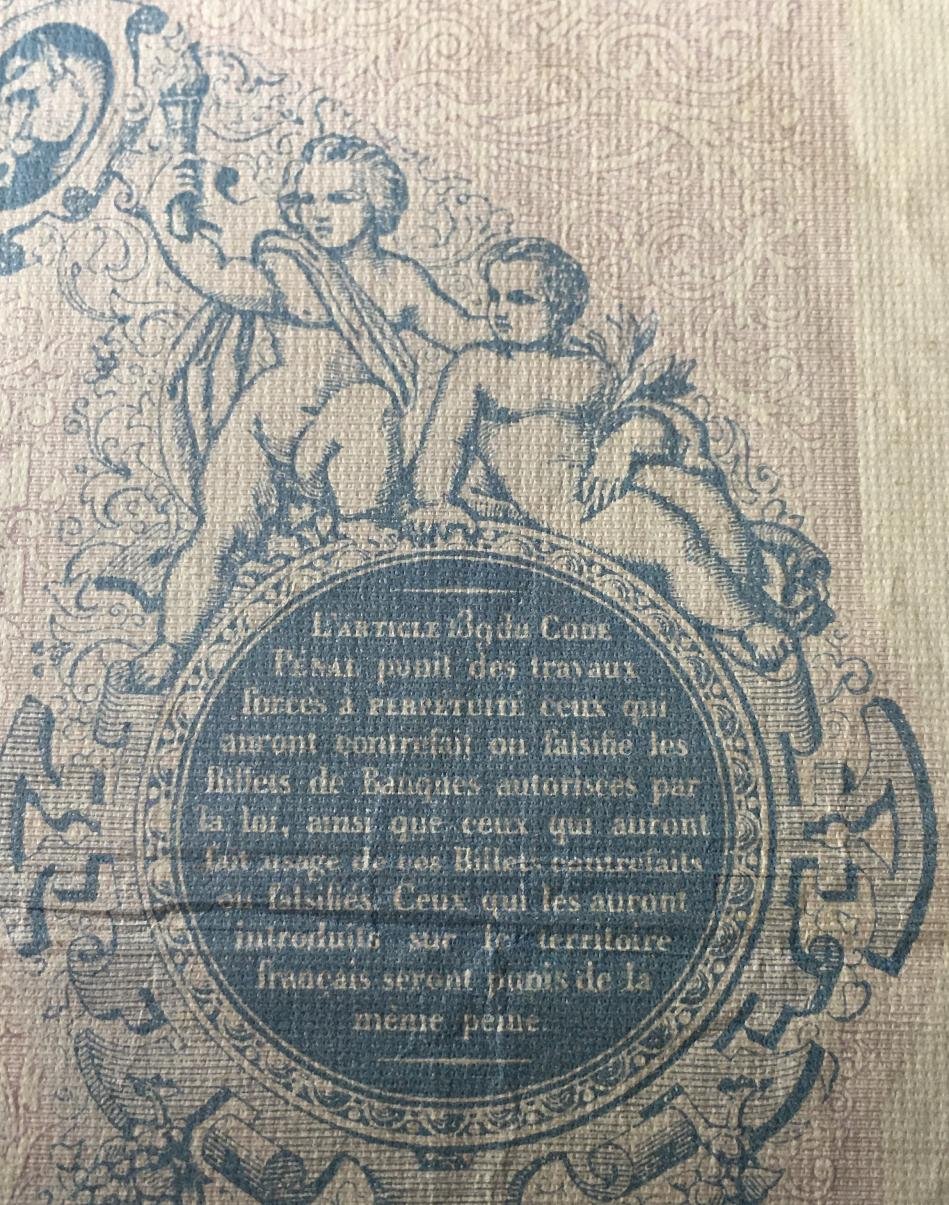 L'ARTICLE 139 du CODE
PÉNAL punit des travaux
forcés à PERPÉTUITÉ ceux qui
auront contrefait ou falsifié les
Billets de Banques autorisées par
la loi, ainsi que ceux qui auront
fait usage de ces Billets contrefaits
ou falsifiés. Ceux qui les auront
introduits sur le territoire
français seront punis de la
même peine.